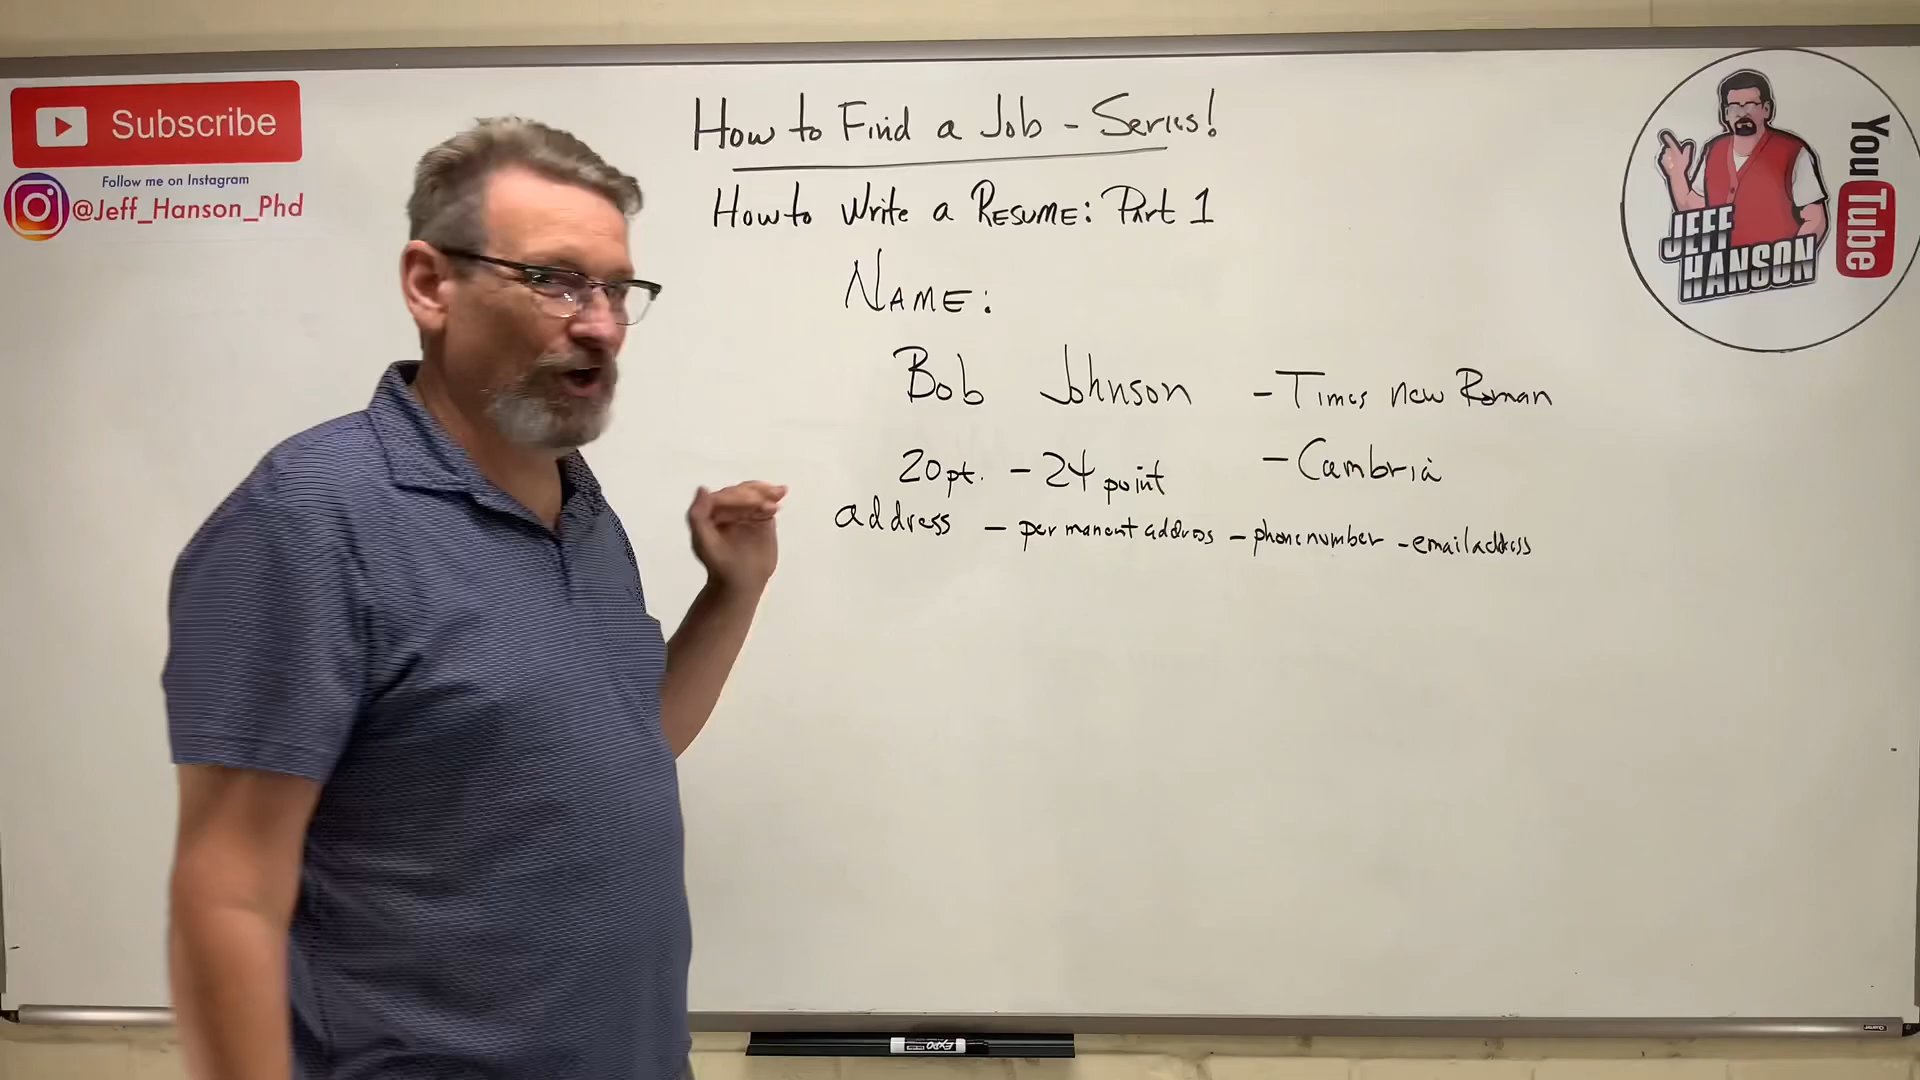 Subscribe
Follow me on Instagram
@Jeff_Hanson_Phd
How to Find a Job - Series!
How to Write a RESUME: Part 1
NAME:
Bob Johnson - Times new Roman
20pt. - 24 point - Cambria
address - permanent address - phone number - email address
JEFF HANSON
YouTube
EXPO